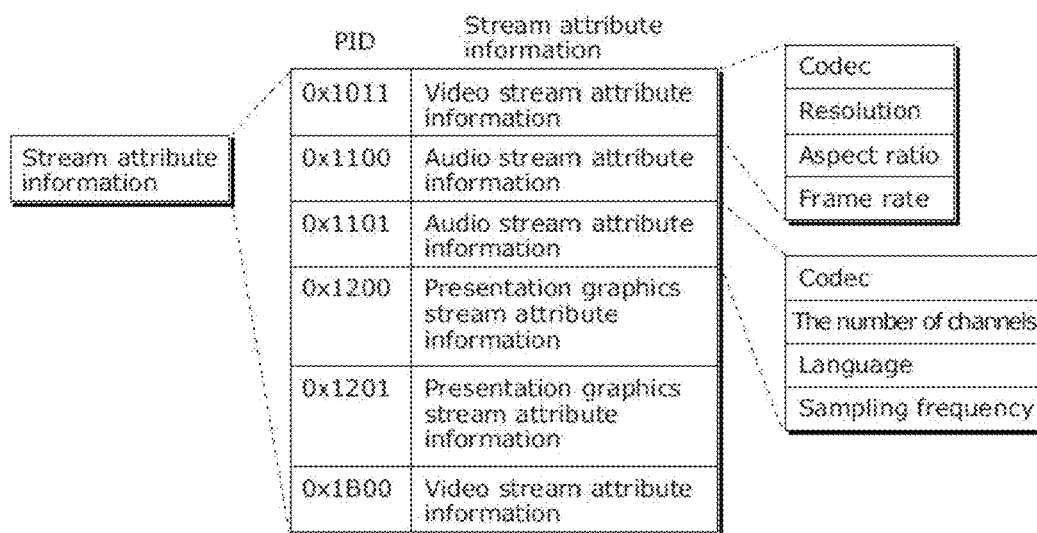 Stream attribute
information
PID
Stream attribute
information
0x1011
Video stream attribute
information
0x1100
Audio stream attribute
information
0x1101
Audio stream attribute
information
0x1200
Presentation graphics
stream attribute
information
0x1201
Presentation graphics
stream attribute
information
0x1B00
Video stream attribute
information
Codec
Resolution
Aspect ratio
Frame rate
Codec
The number of channels
Language
Sampling frequency